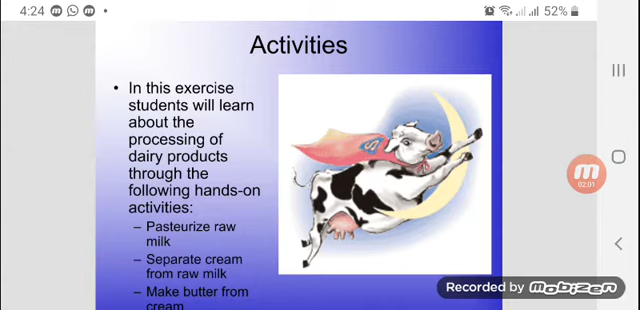 4:24
52%
Activities
• In this exercise
students will learn
about the
processing of
dairy products
through the
following hands-on
activities:
– Pasteurize raw
milk
– Separate cream
from raw milk
– Make butter from
cream
S
02:01
Recorded by Mobizen